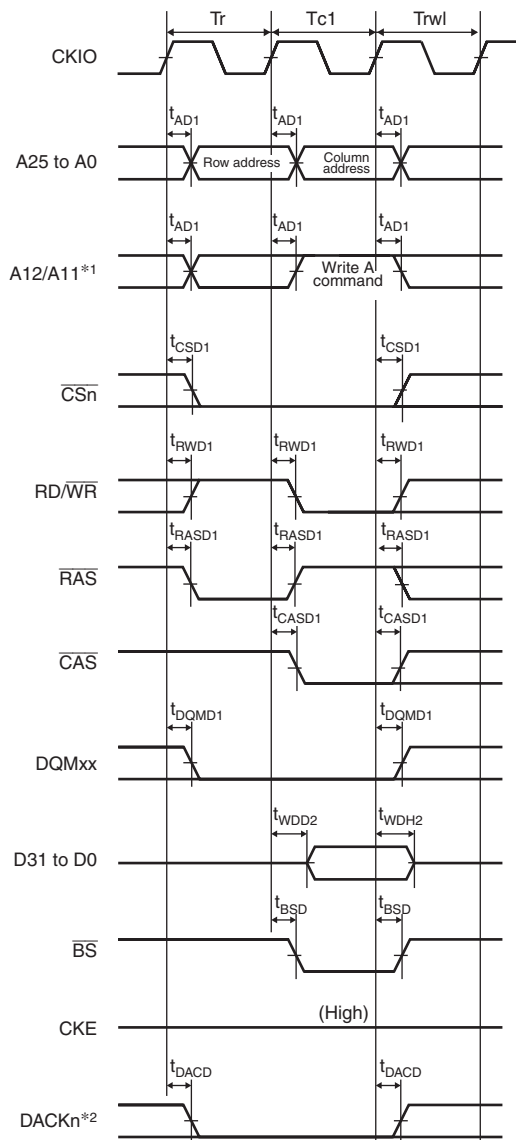 Tr Tc1 Trwl
CKIO
tAD1 tAD1 tAD1
A25 to A0 Row address Column address
tAD1 tAD1 tAD1
A12/A11*1 Write A command
tCSD1 tCSD1
CSn
tRWD1 tRWD1 tRWD1
RD/WR
tRASD1 tRASD1 tRASD1
RAS
tCASD1 tCASD1
CAS
tDQMD1 tDQMD1
DQMxx
tWDD2 tWDH2
D31 to D0
tBSD tBSD
BS
(High)
CKE
tDACD tDACD
DACKn*2